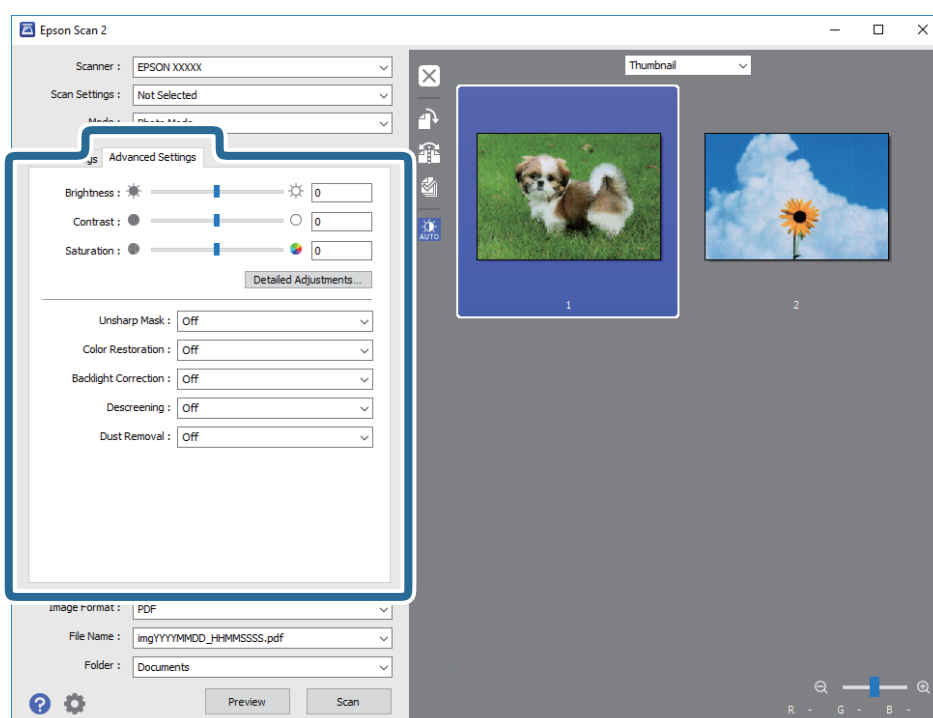 Epson Scan 2
Scanner : EPSON XXXXX
Scan Settings : Not Selected
Advanced Settings
Brightness : 0
Contrast : 0
Saturation : 0
Detailed Adjustments...
Unsharp Mask : Off
Color Restoration : Off
Backlight Correction : Off
Descreening : Off
Dust Removal : Off
Image Format : PDF
File Name : imgYYYYMMDD_HHMMSSSS.pdf
Folder : Documents
? Preview Scan
Thumbnail
AUTO
1 2
R - G - B -